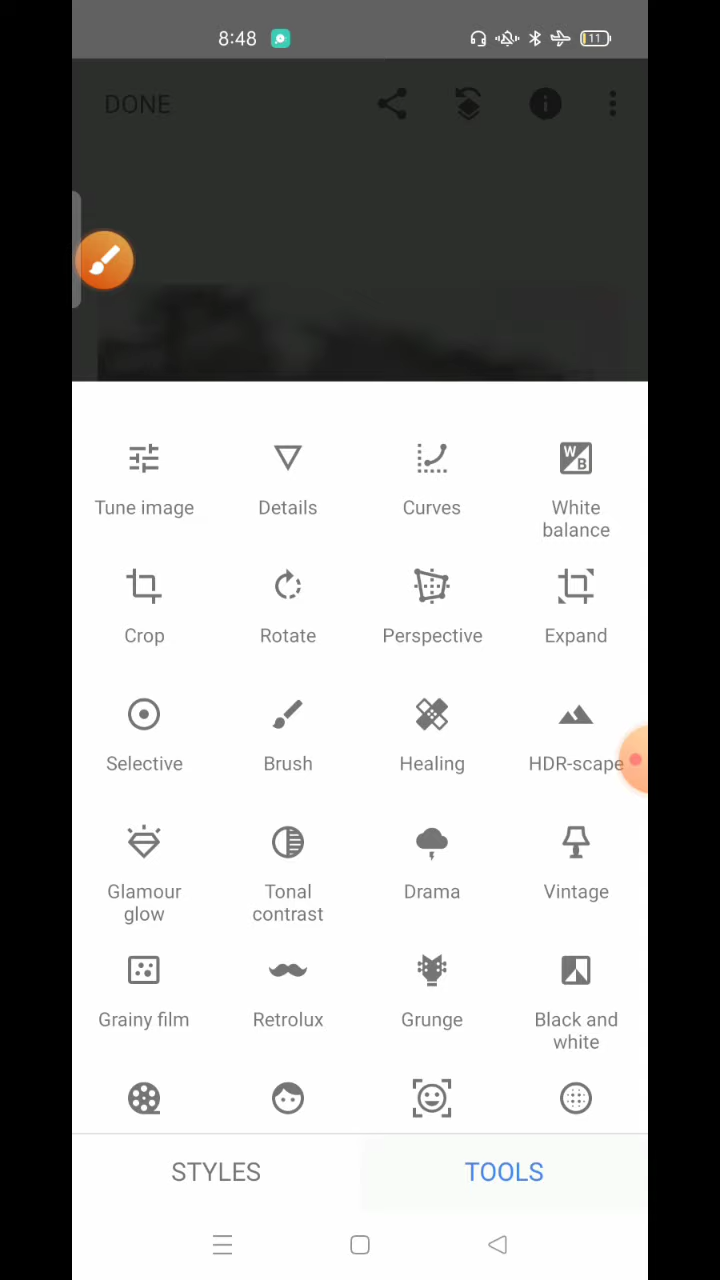 8:48
11
DONE
Tune image
Details
Curves
White
balance
Crop
Rotate
Perspective
Expand
Selective
Brush
Healing
HDR-scape
Glamour
glow
Tonal
contrast
Drama
Vintage
Grainy film
Retrolux
Grunge
Black and
white
STYLES
TOOLS